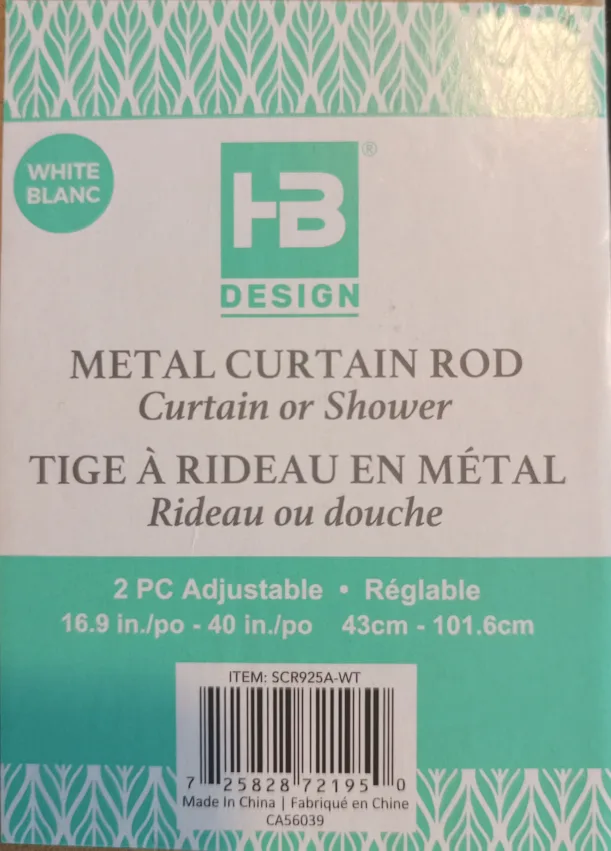 WHITE
BLANC
HB®
DESIGN
METAL CURTAIN ROD
Curtain or Shower
TIGE À RIDEAU EN MÉTAL
Rideau ou douche
2 PC Adjustable • Réglable
16.9 in./po - 40 in./po 43cm - 101.6cm
ITEM: SCR925A-WT
7 25828 72195 0
Made In China | Fabriqué en Chine
CA56039